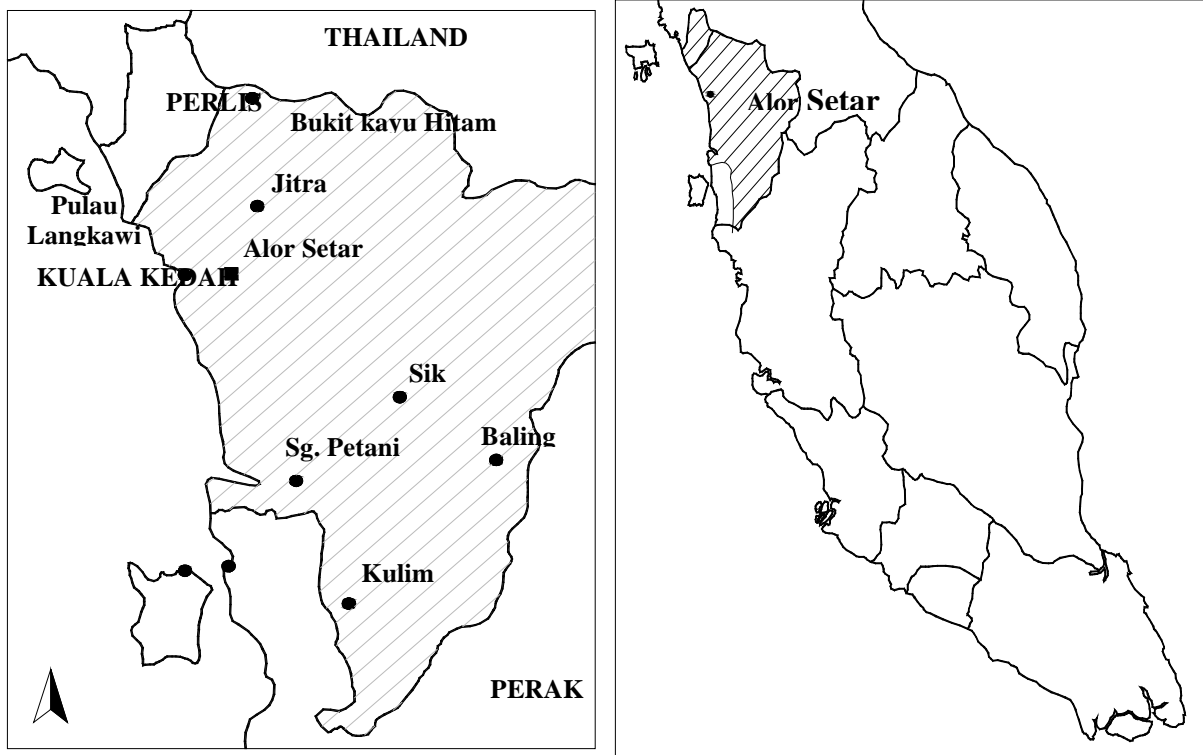 THAILAND
PERLIS
Bukit kayu Hitam
Jitra
Pulau
Langkawi
Alor Setar
KUALA KEDAH
Sik
Baling
Sg. Petani
Kulim
PERAK
Alor Setar